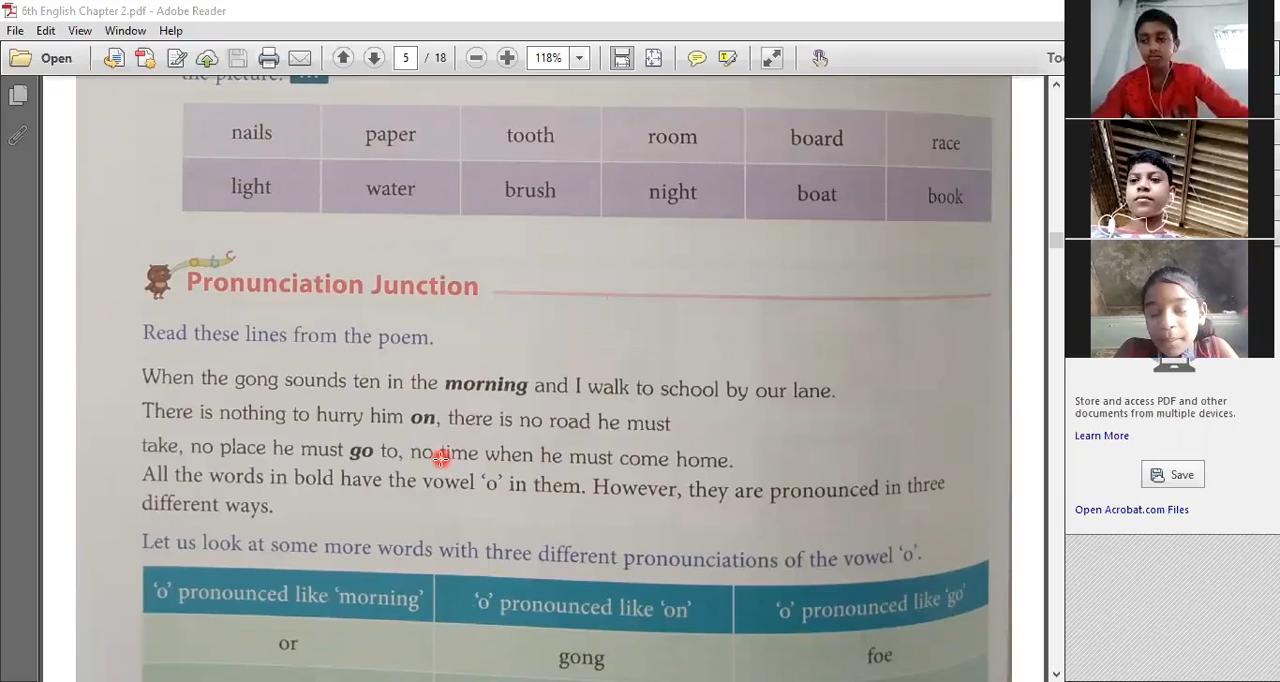 6th English Chapter 2.pdf - Adobe Reader
File Edit View Window Help
Open 5 / 18 118%
the picture.
nails paper tooth room board race
light water brush night boat book
a b c
Pronunciation Junction
Read these lines from the poem.
When the gong sounds ten in the morning and I walk to school by our lane.
There is nothing to hurry him on, there is no road he must
take, no place he must go to, no time when he must come home.
All the words in bold have the vowel ‘o’ in them. However, they are pronounced in three
different ways.
Let us look at some more words with three different pronounciations of the vowel ‘o’.
‘o’ pronounced like ‘morning’ ‘o’ pronounced like ‘on’ ‘o’ pronounced like ‘go’
or gong foe
Store and access PDF and other
documents from multiple devices.
Learn More
Save
Open Acrobat.com Files